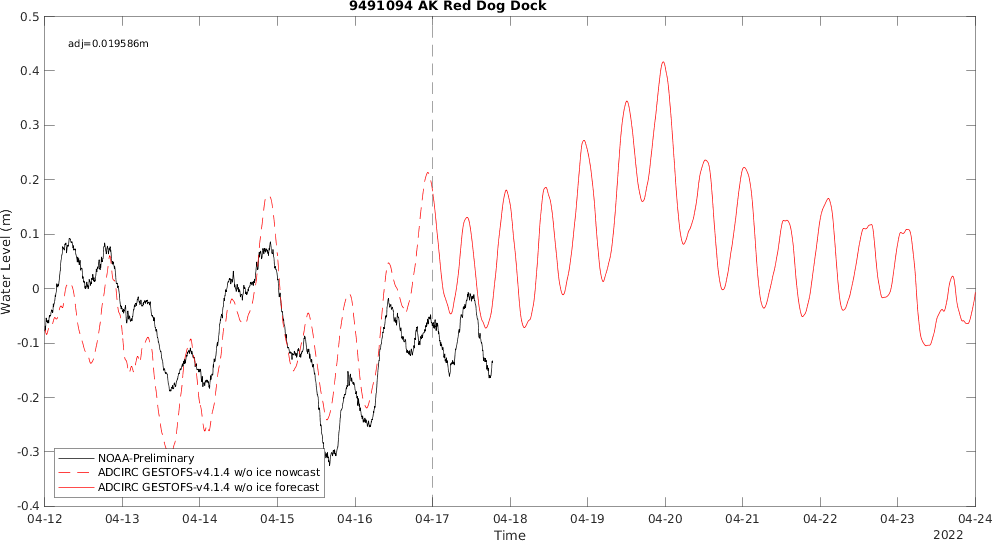 9491094 AK Red Dog Dock
0.5
adj=0.019586m
0.4
0.3
0.2
0.1
0
-0.1
-0.2
-0.3
-0.4
Water Level (m)
NOAA-Preliminary
ADCIRC GESTOFS-v4.1.4 w/o ice nowcast
ADCIRC GESTOFS-v4.1.4 w/o ice forecast
04-12 04-13 04-14 04-15 04-16 04-17 04-18 04-19 04-20 04-21 04-22 04-23 04-24
Time
2022